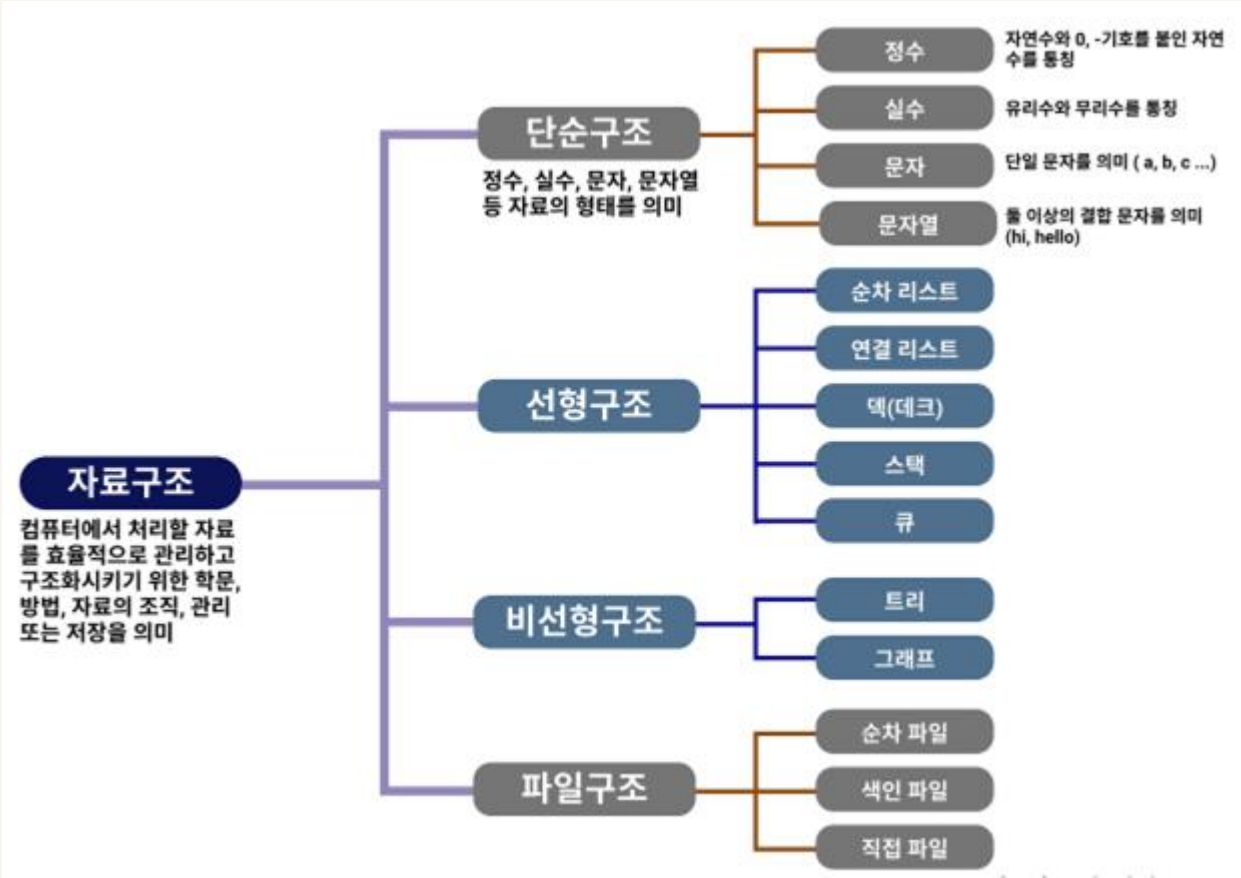 자료구조
컴퓨터에서 처리할 자료
를 효율적으로 관리하고
구조화시키기 위한 학문,
방법, 자료의 조직, 관리
또는 저장을 의미
단순구조
정수, 실수, 문자, 문자열
등 자료의 형태를 의미
정수
자연수와 0, -기호를 붙인 자연
수를 통칭
실수
유리수와 무리수를 통칭
문자
단일 문자를 의미 ( a, b, c ...)
문자열
둘 이상의 결합 문자를 의미
(hi, hello)
선형구조
순차 리스트
연결 리스트
덱(데크)
스택
큐
비선형구조
트리
그래프
파일구조
순차 파일
색인 파일
직접 파일